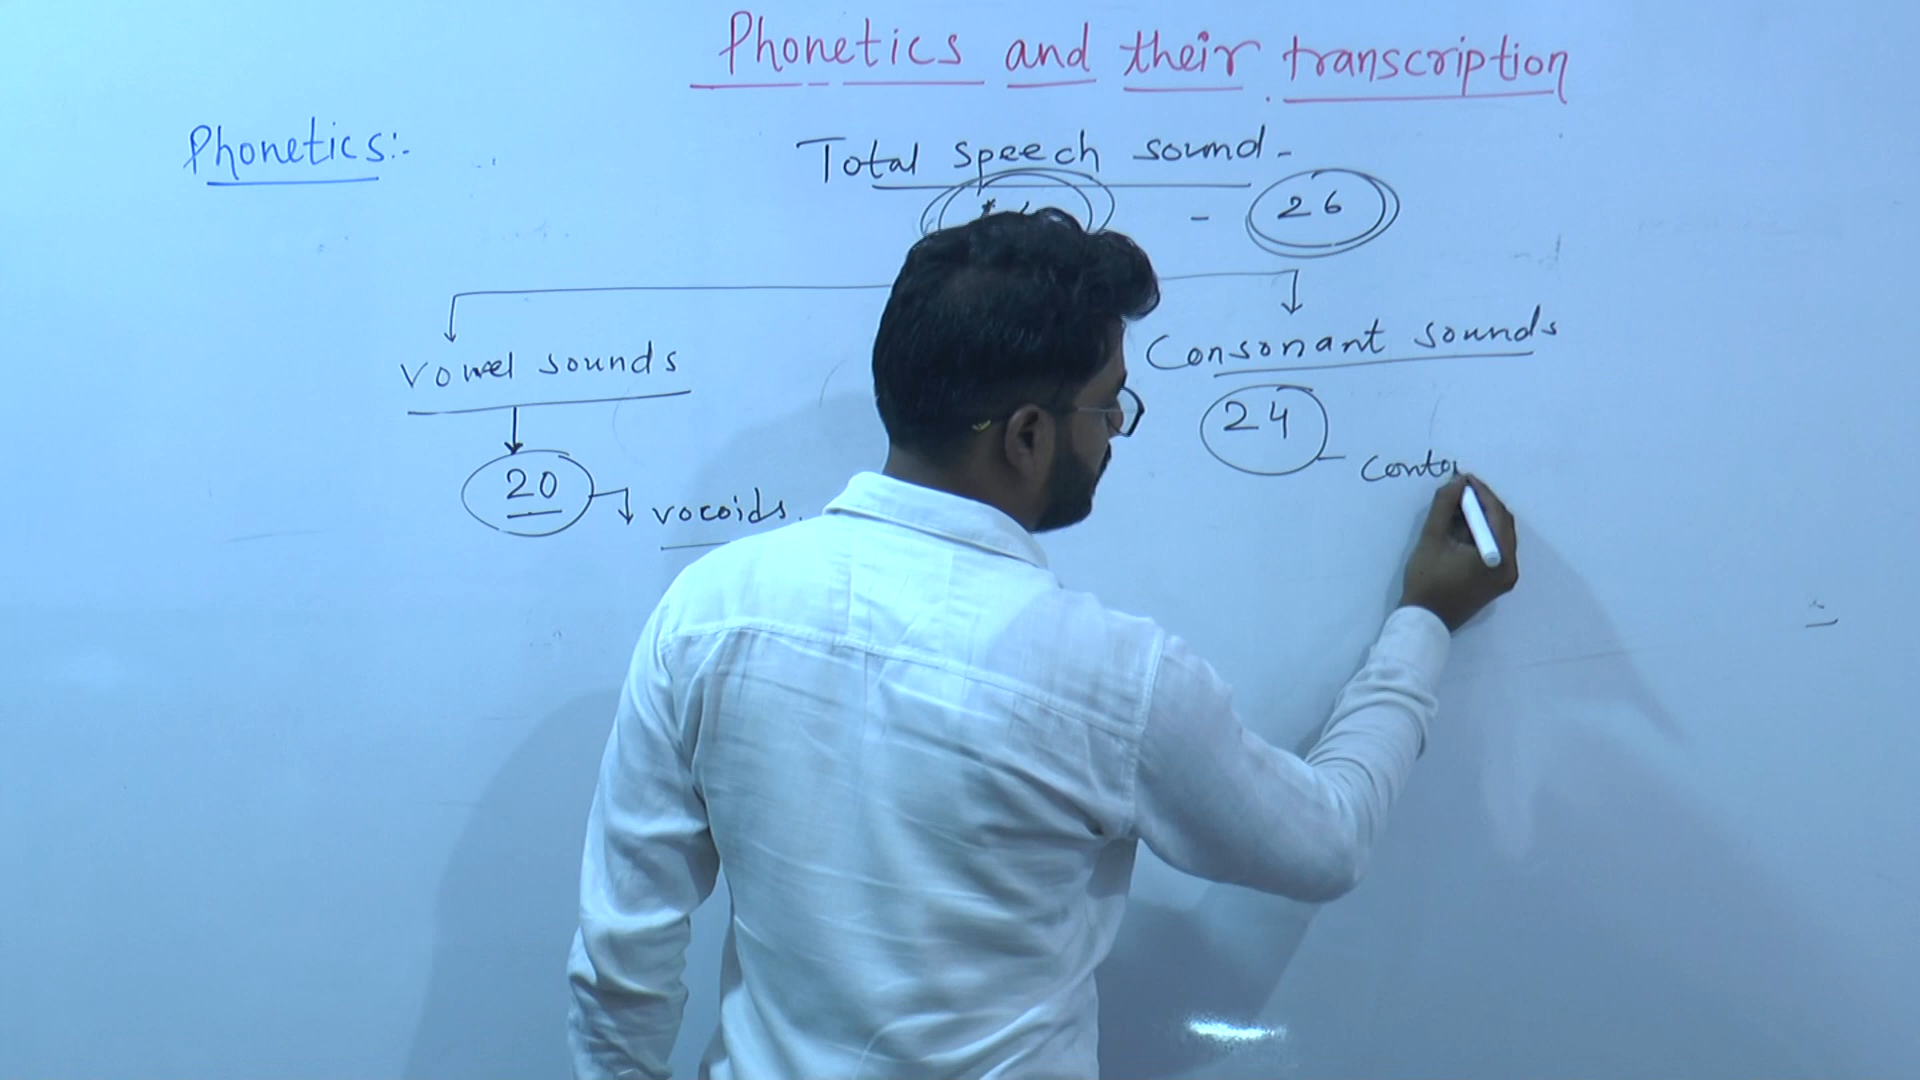 Phonetics and their transcription
Phonetics:-
Total speech sound -
- 26
Vowel sounds
Consonant sounds
20
vocoids.
24 -